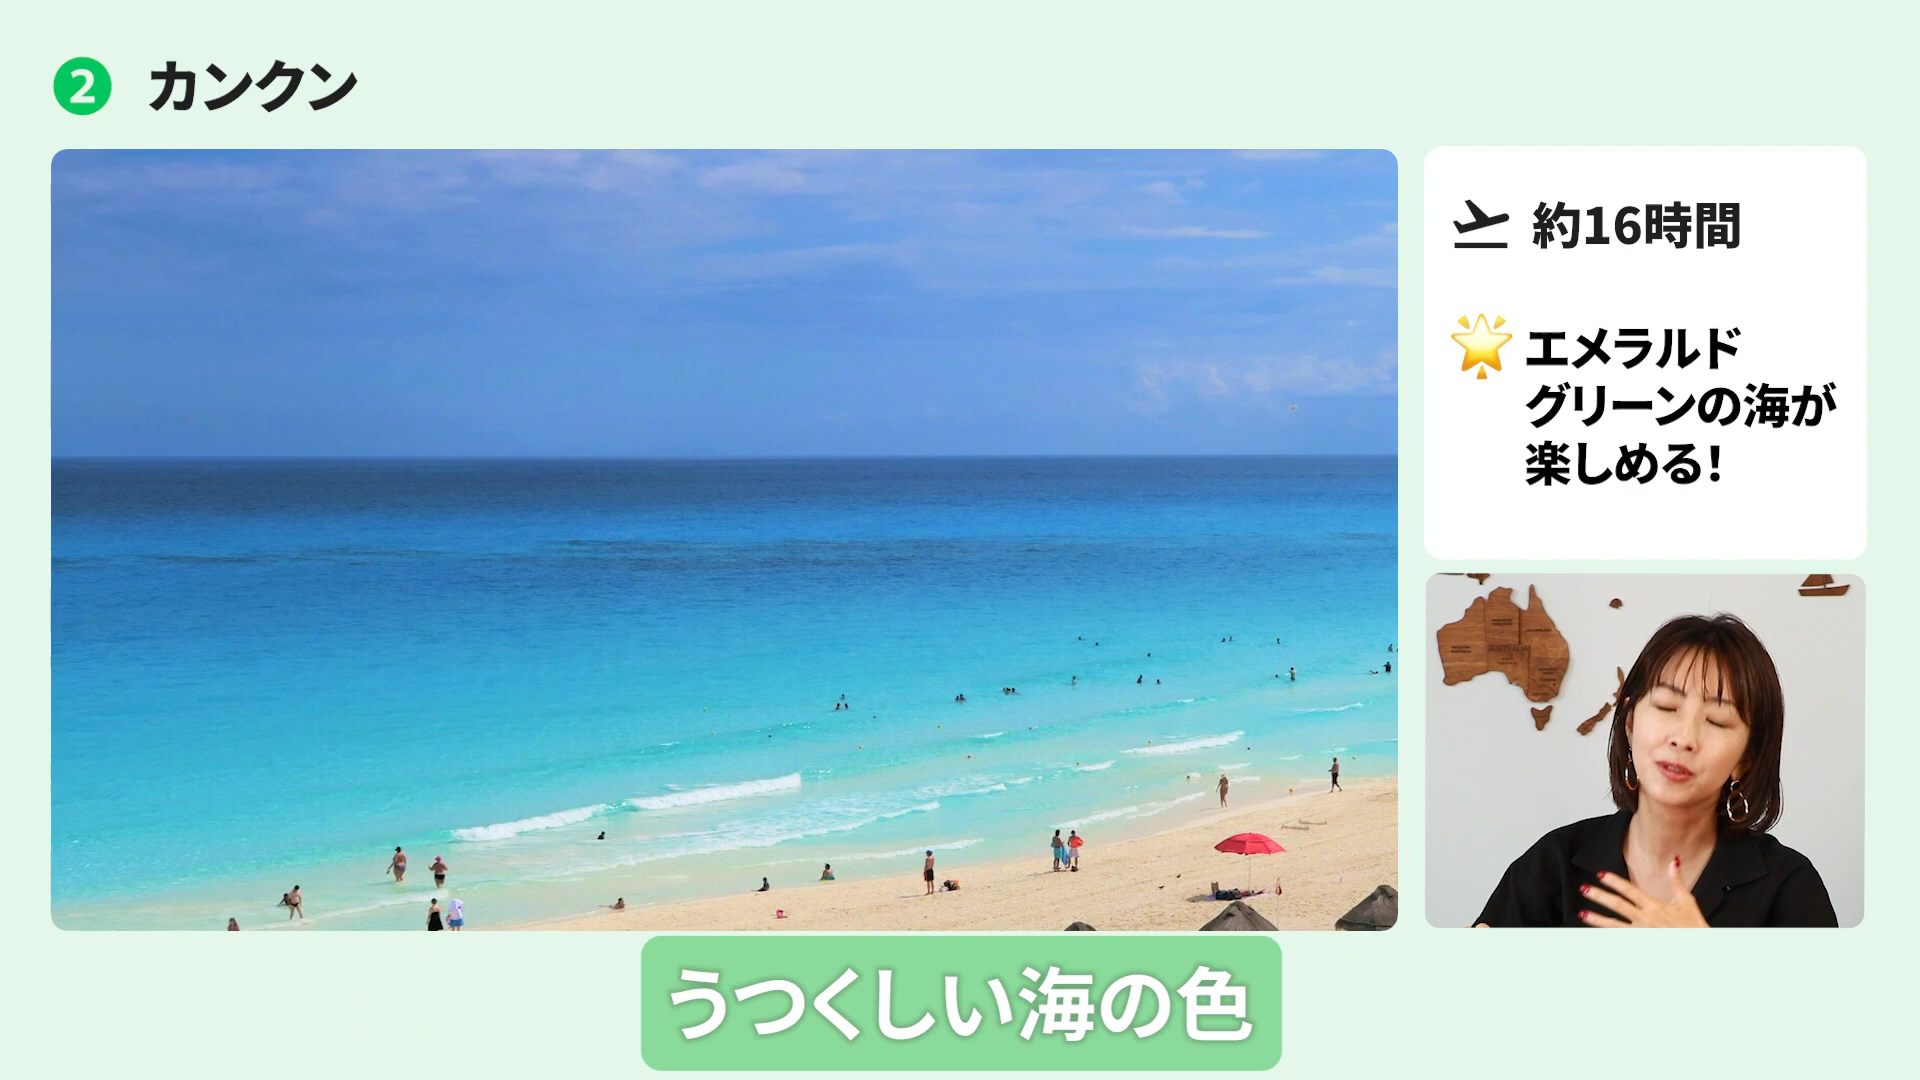 2 カンクン
約16時間
エメラルド
グリーンの海が
楽しめる!
AUSTRALIA
うつくしい海の色